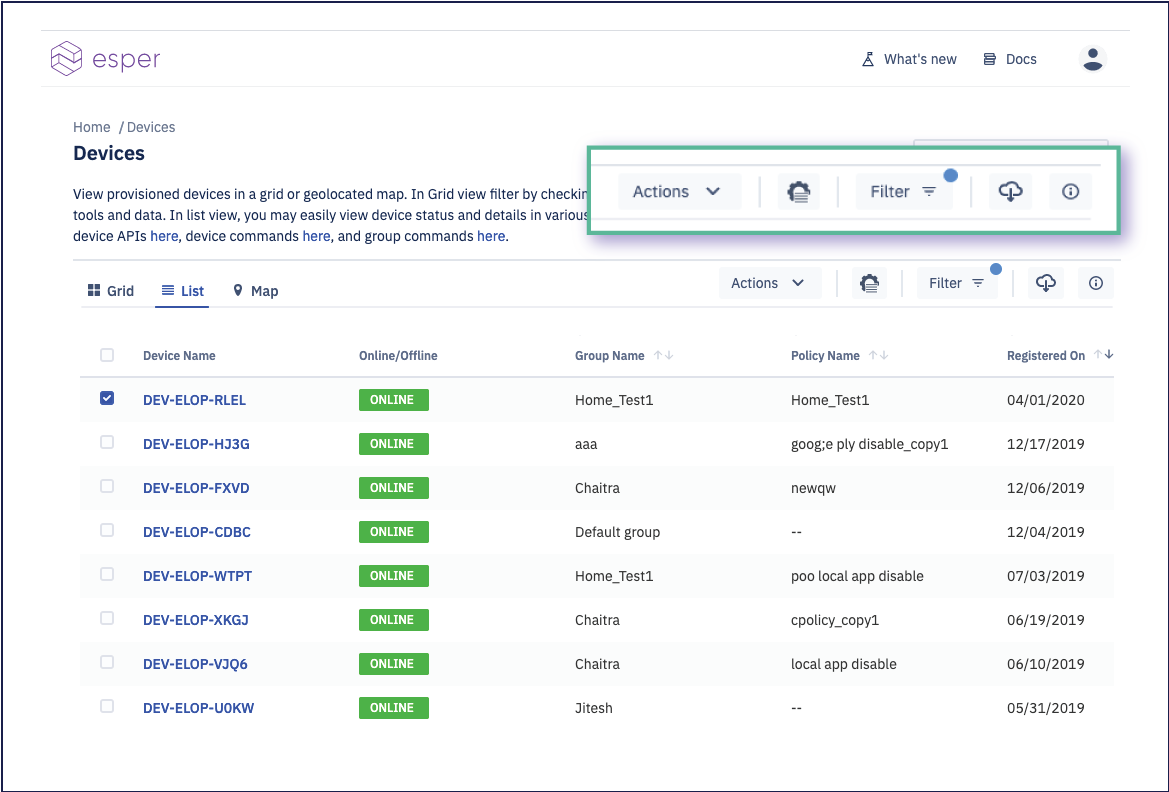 esper
What's new
Docs
Home / Devices
Devices
View provisioned devices in a grid or geolocated map. In Grid view filter by checkin
tools and data. In list view, you may easily view device status and details in various
device APIs here, device commands here, and group commands here.
Actions
Filter
Grid
List
Map
Actions
Filter
Device Name
Online/Offline
Group Name
Policy Name
Registered On
DEV-ELOP-RLEL ONLINE Home_Test1 Home_Test1 04/01/2020
DEV-ELOP-HJ3G ONLINE aaa goog;e ply disable_copy1 12/17/2019
DEV-ELOP-FXVD ONLINE Chaitra newqw 12/06/2019
DEV-ELOP-CDBC ONLINE Default group -- 12/04/2019
DEV-ELOP-WTPT ONLINE Home_Test1 poo local app disable 07/03/2019
DEV-ELOP-XKGJ ONLINE Chaitra cpolicy_copy1 06/19/2019
DEV-ELOP-VJQ6 ONLINE Chaitra local app disable 06/10/2019
DEV-ELOP-U0KW ONLINE Jitesh -- 05/31/2019